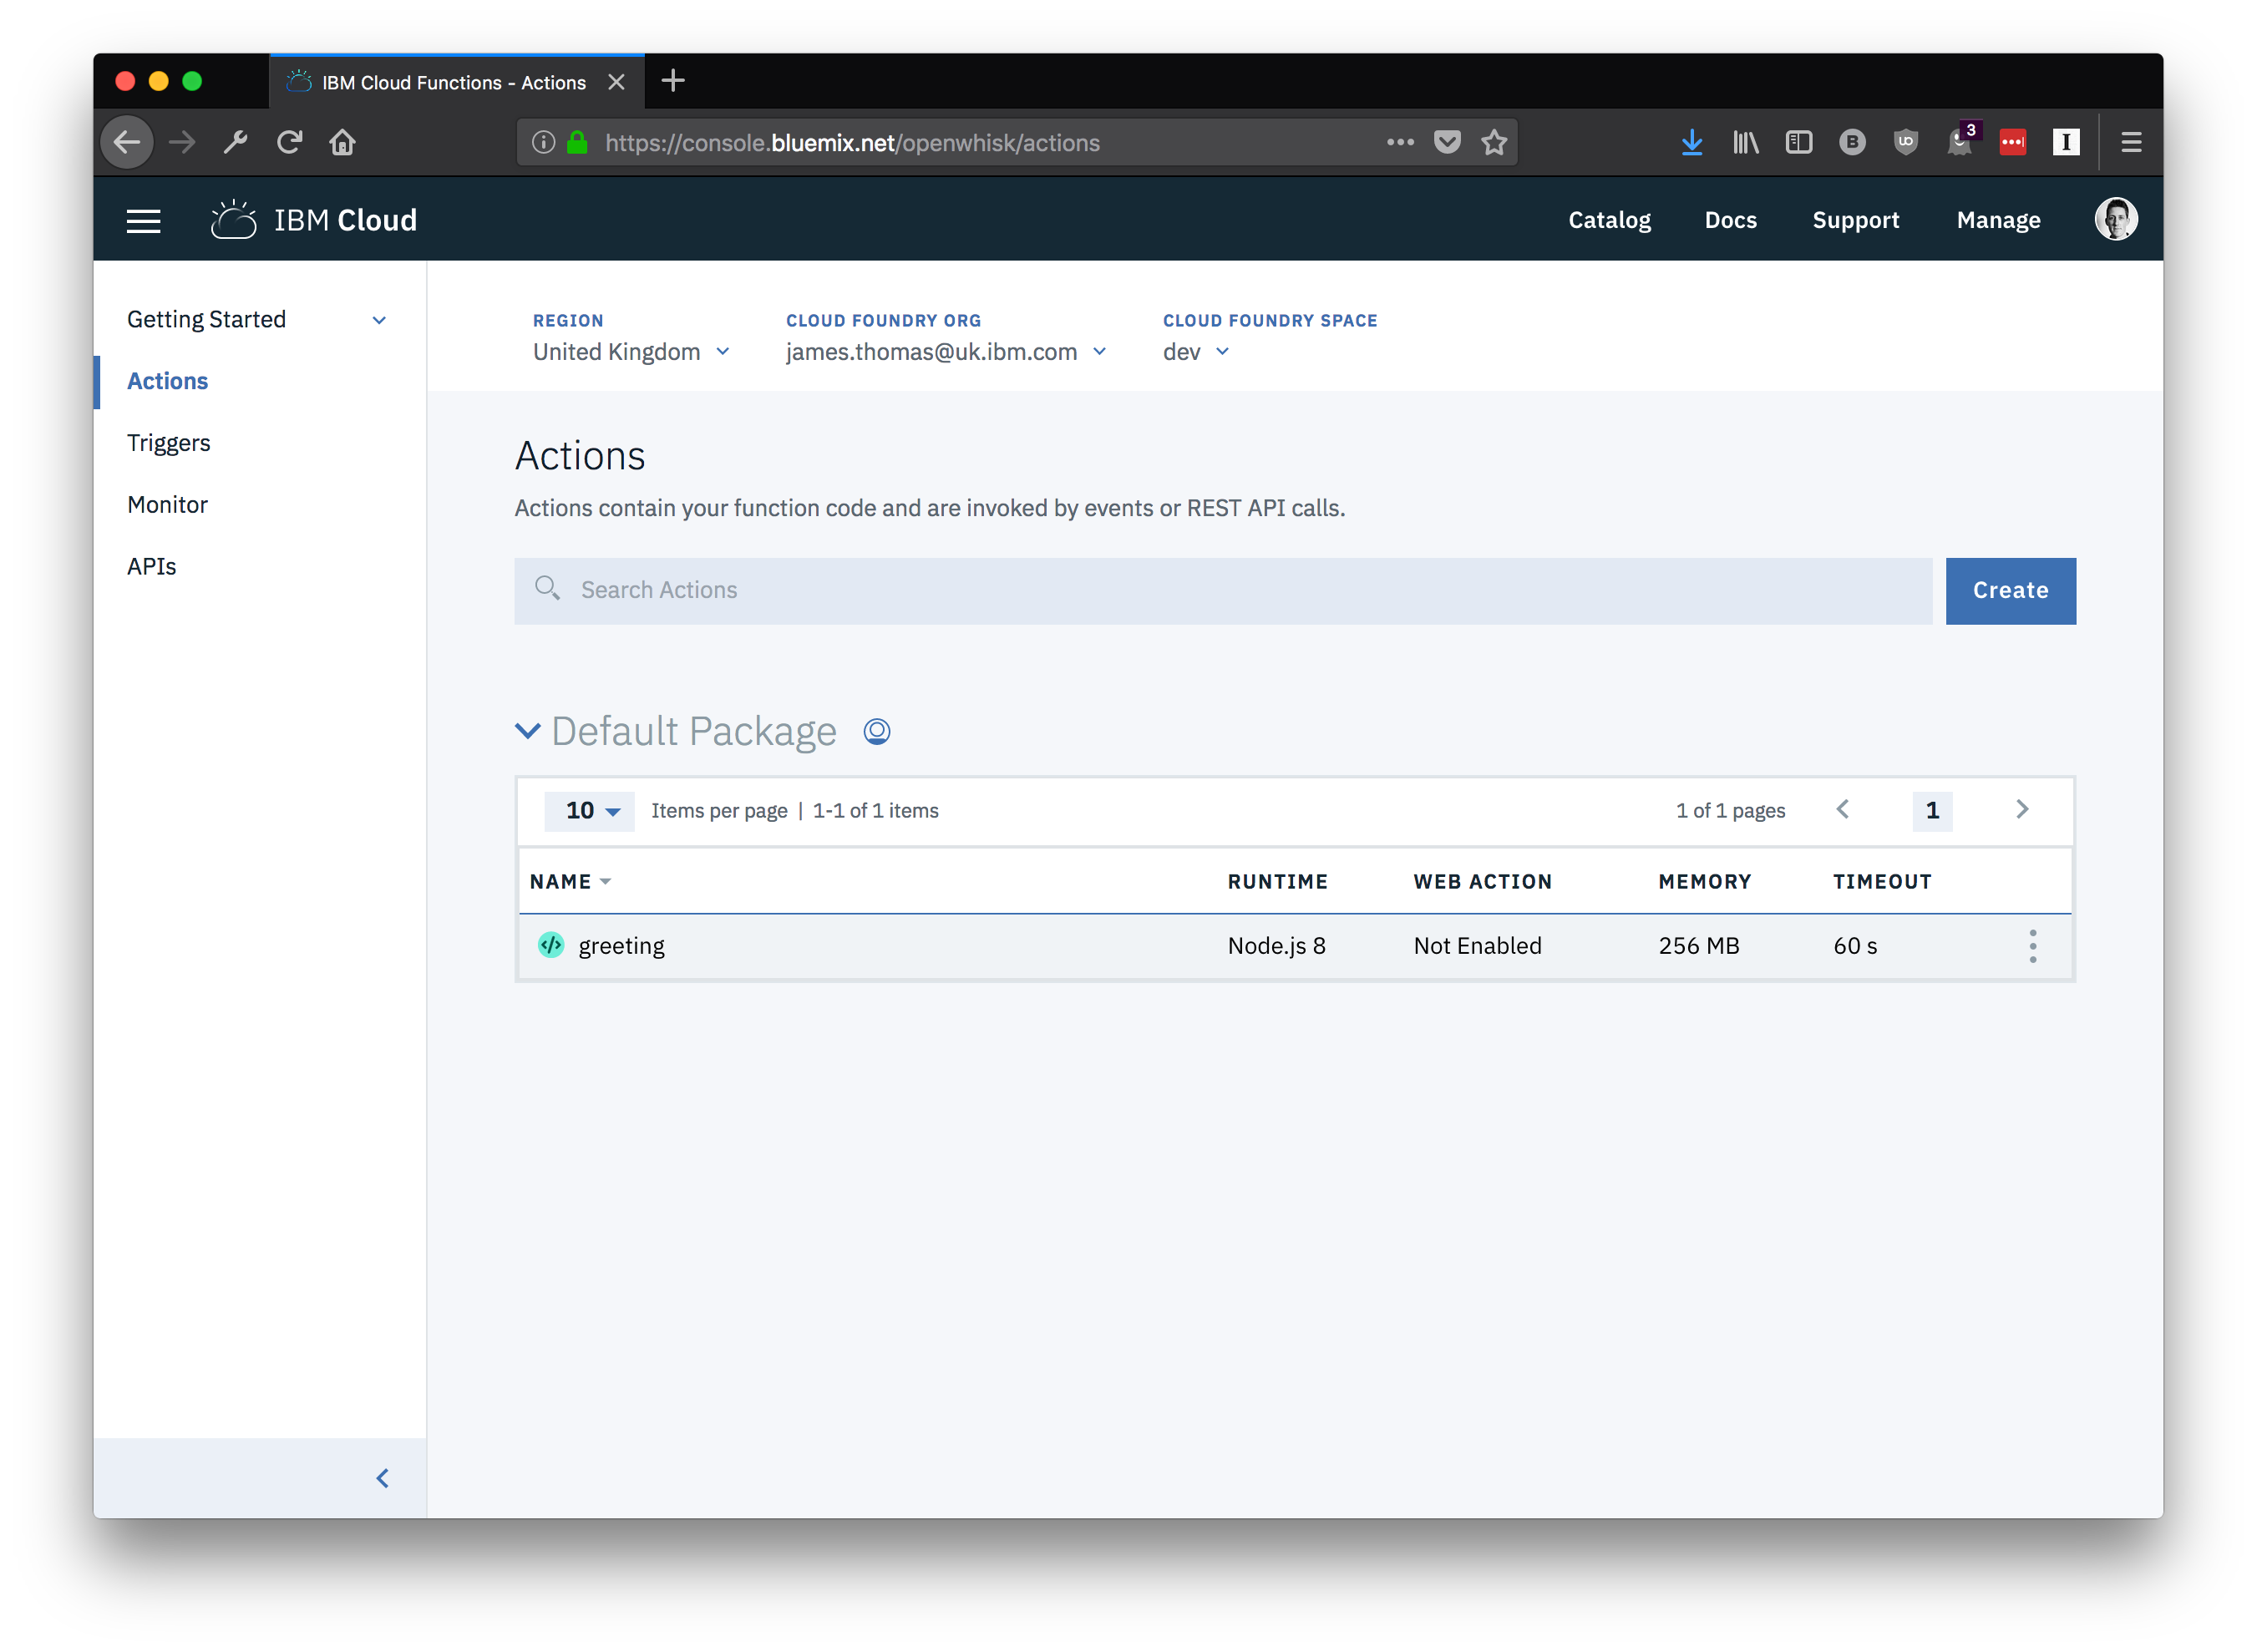 IBM Cloud Functions - Actions
https://console.bluemix.net/openwhisk/actions
B
3
I
IBM Cloud
Catalog
Docs
Support
Manage
Getting Started
Actions
Triggers
Monitor
APIs
REGION
United Kingdom
CLOUD FOUNDRY ORG
james.thomas@uk.ibm.com
CLOUD FOUNDRY SPACE
dev
Actions
Actions contain your function code and are invoked by events or REST API calls.
Search Actions
Create
Default Package
10 Items per page | 1-1 of 1 items 1 of 1 pages 1
NAME RUNTIME WEB ACTION MEMORY TIMEOUT
greeting Node.js 8 Not Enabled 256 MB 60 s